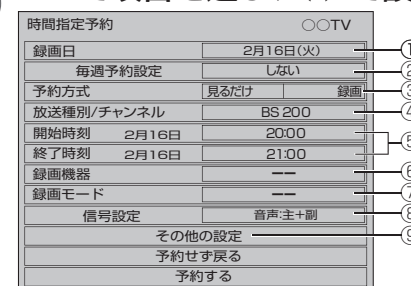 時間指定予約 ○○TV
録画日 2月16日(火) ①
毎週予約設定 しない ②
予約方式 見るだけ 録画 ③
放送種別/チャンネル BS 200 ④
開始時刻 2月16日 20:00
⑤
終了時刻 2月16日 21:00
録画機器 −− ⑥
録画モード −− ⑦
信号設定 音声:主+副 ⑧
その他の設定 ⑨
予約せず戻る
予約する